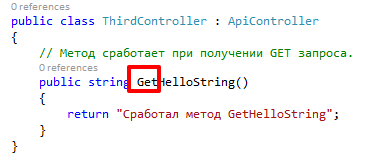 0 references
public class ThirdController : ApiController
{
// Метод сработает при получении GET запроса.
0 references
public string GetHelloString()
{
return "Сработал метод GetHelloString";
}
}